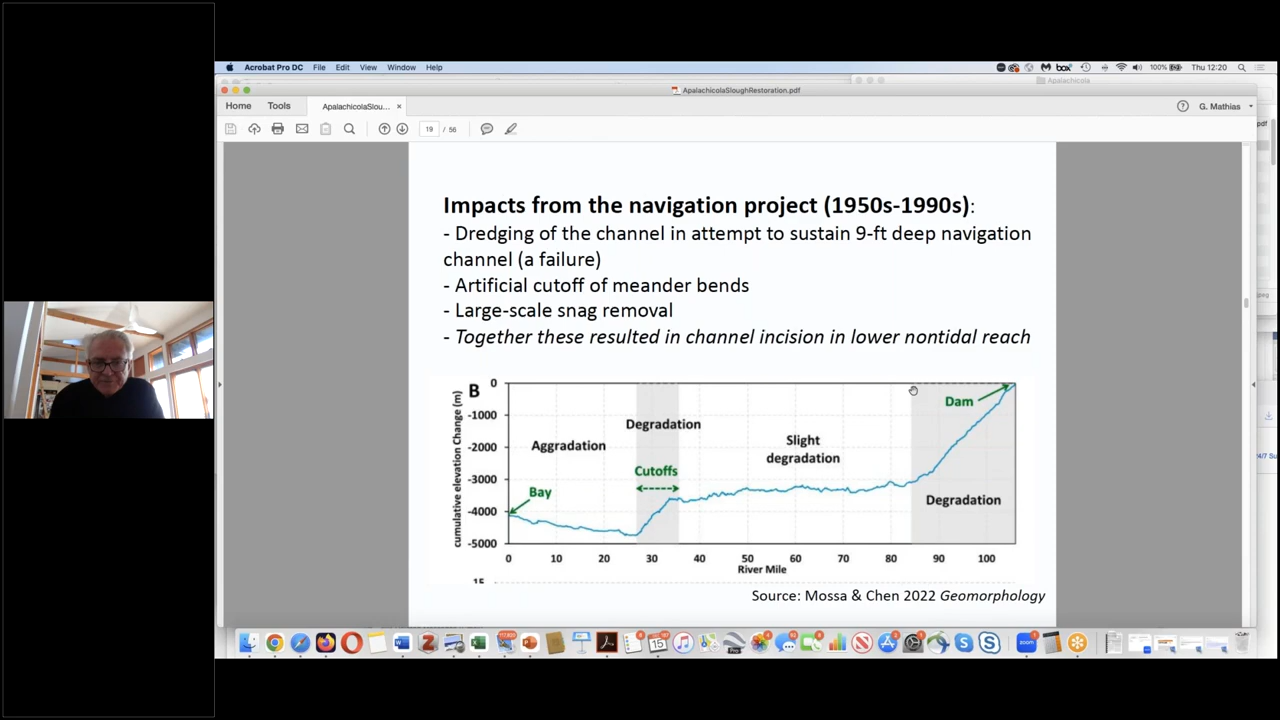 Acrobat Pro DC File Edit View Window Help
box 100% Thu 12:20
ApalachicolaSloughRestoration.pdf
Apalachicola
Home Tools ApalachicolaSlou... × G. Mathias
19 / 56
Impacts from the navigation project (1950s-1990s):
- Dredging of the channel in attempt to sustain 9-ft deep navigation
channel (a failure)
- Artificial cutoff of meander bends
- Large-scale snag removal
- Together these resulted in channel incision in lower nontidal reach
B
cumulative elevation Change (m)
0
-1000
-2000
-3000
-4000
-5000
Dam
Degradation
Aggradation
Slight
degradation
Cutoffs
Bay
Degradation
0 10 20 30 40 50 60 70 80 90 100
River Mile
15
Source: Mossa & Chen 2022 Geomorphology